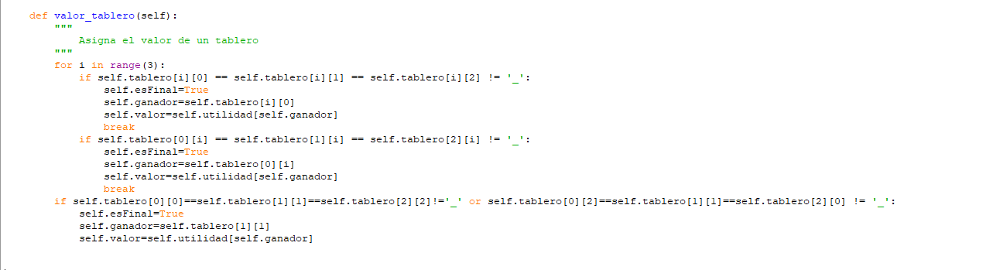 def valor_tablero(self):
    """
        Asigna el valor de un tablero
    """
    for i in range(3):
        if self.tablero[i][0] == self.tablero[i][1] == self.tablero[i][2] != '_':
            self.esFinal=True
            self.ganador=self.tablero[i][0]
            self.valor=self.utilidad[self.ganador]
            break
        if self.tablero[0][i] == self.tablero[1][i] == self.tablero[2][i] != '_':
            self.esFinal=True
            self.ganador=self.tablero[0][i]
            self.valor=self.utilidad[self.ganador]
            break
    if self.tablero[0][0]==self.tablero[1][1]==self.tablero[2][2]!='_' or self.tablero[0][2]==self.tablero[1][1]==self.tablero[2][0] != '_':
        self.esFinal=True
        self.ganador=self.tablero[1][1]
        self.valor=self.utilidad[self.ganador]